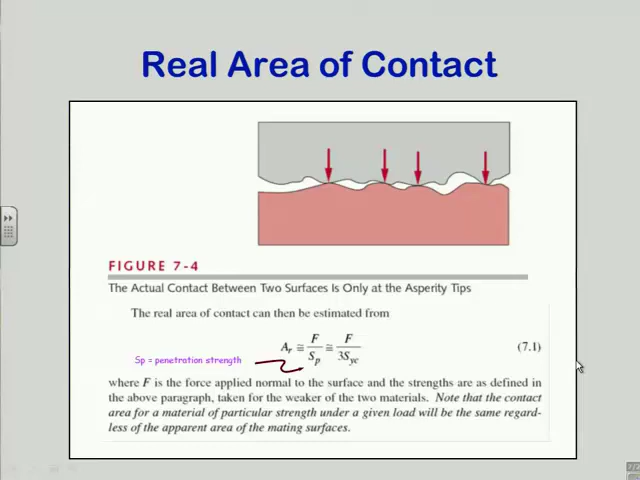 Real Area of Contact
FIGURE 7-4
The Actual Contact Between Two Surfaces Is Only at the Asperity Tips
The real area of contact can then be estimated from
Ar ≅ F/Sp ≅ F/3Syc (7.1)
Sp = penetration strength
where F is the force applied normal to the surface and the strengths are as defined in
the above paragraph, taken for the weaker of the two materials. Note that the contact
area for a material of particular strength under a given load will be the same regard-
less of the apparent area of the mating surfaces.